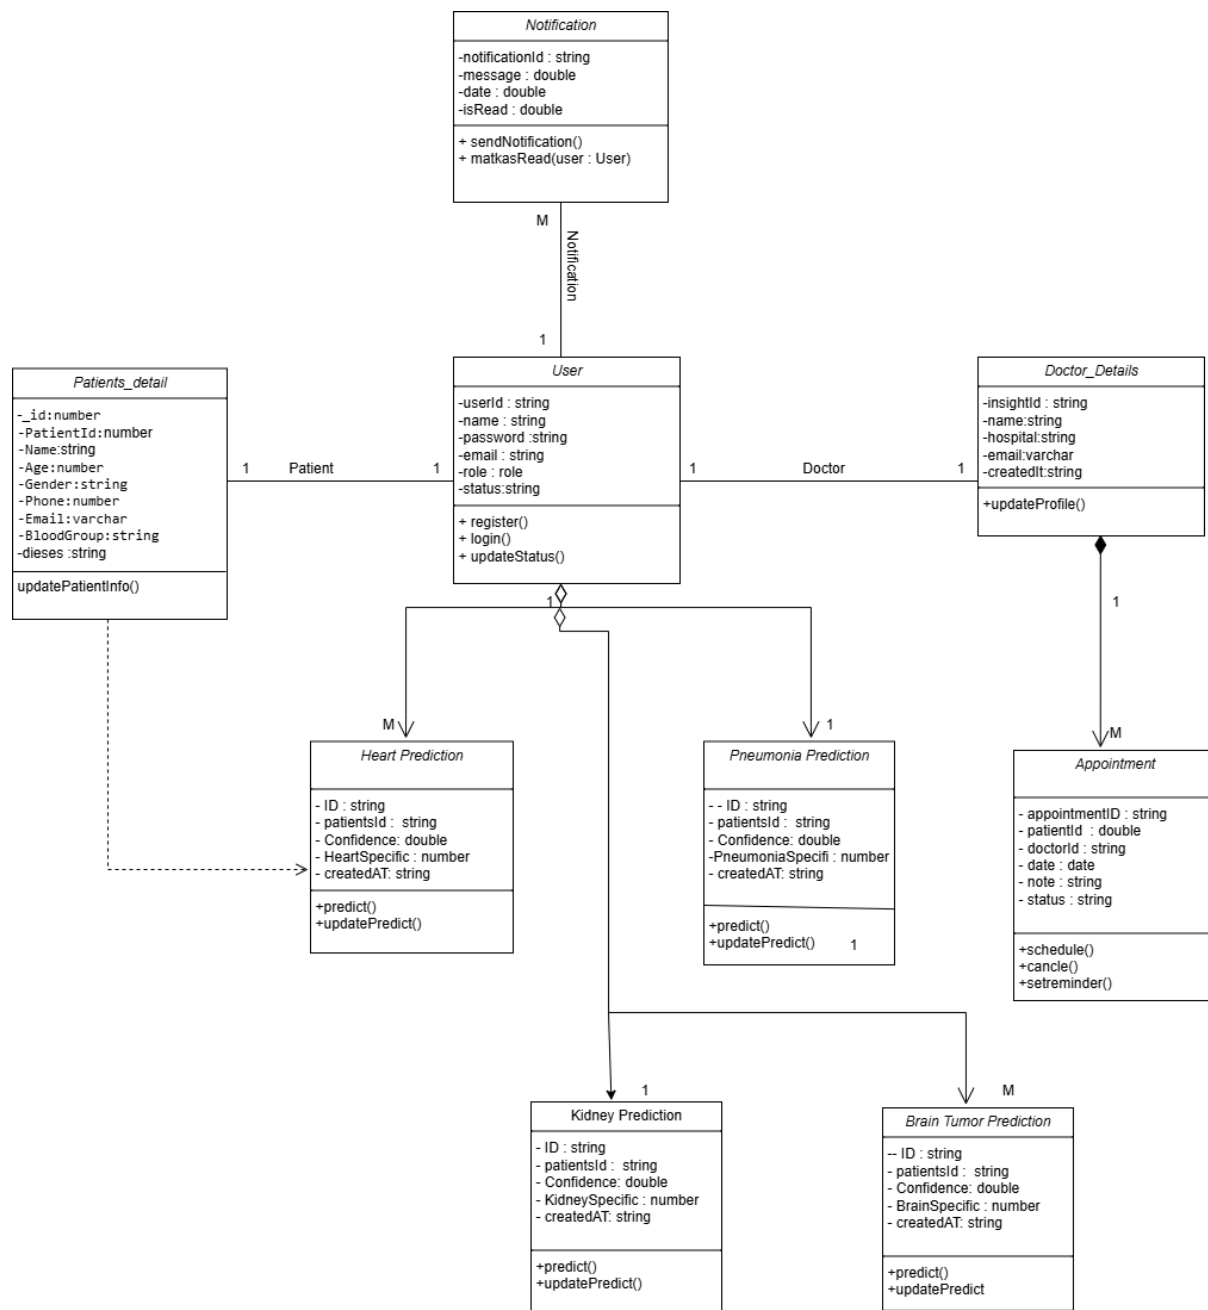 Notification
-notificationId : string
-message : double
-date : double
-isRead : double
+ sendNotification()
+ matkasRead(user : User)
M
Notification
1
Patients_detail
-_id:number
-PatientId:number
-Name:string
-Age:number
-Gender:string
-Phone:number
-Email:varchar
-BloodGroup:string
-dieses :string
updatePatientInfo()
1
Patient
1
User
-userId : string
-name : string
-password :string
-email : string
-role : role
-status:string
+ register()
+ login()
+ updateStatus()
1
Doctor
1
Doctor_Details
-insightId : string
-name:string
-hospital:string
-email:varchar
-createdIt:string
+updateProfile()
1
1
M
1
M
Heart Prediction
- ID : string
- patientsId :  string
- Confidence: double
- HeartSpecific : number
- createdAT: string
+predict()
+updatePredict()
Pneumonia Prediction
- - ID : string
- patientsId :  string
- Confidence: double
-PneumoniaSpecifi : number
- createdAT: string
+predict()
+updatePredict()
1
Appointment
- appointmentID : string
- patientId  : double
- doctorId : string
- date : date
- note : string
- status : string
+schedule()
+cancle()
+setreminder()
1
M
Kidney Prediction
- ID : string
- patientsId :  string
- Confidence: double
- KidneySpecific : number
- createdAT: string
+predict()
+updatePredict()
Brain Tumor Prediction
-- ID : string
- patientsId :  string
- Confidence: double
- BrainSpecific : number
- createdAT: string
+predict()
+updatePredict